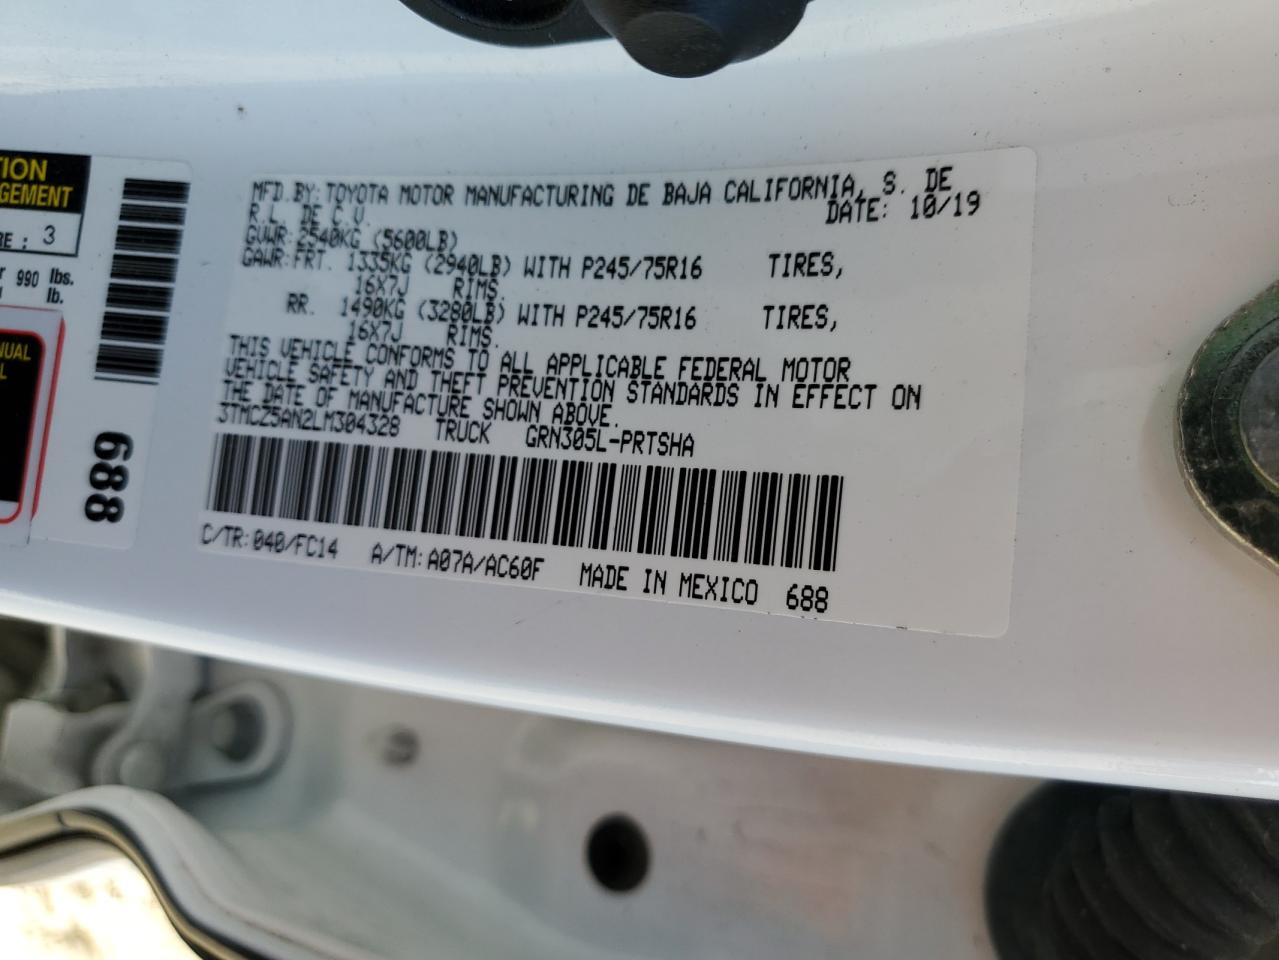 TION
GEMENT
RE : 3
r 990 lbs.
lb.
NUAL
L
688
MFD.BY:TOYOTA MOTOR MANUFACTURING DE BAJA CALIFORNIA, S. DE
R.L. DE C.V. DATE: 10/19
GVWR:2540KG (5600LB)
GAWR:FRT. 1335KG (2940LB) WITH P245/75R16 TIRES,
16X7J RIMS.
RR. 1490KG (3280LB) WITH P245/75R16 TIRES,
16X7J RIMS.
THIS VEHICLE CONFORMS TO ALL APPLICABLE FEDERAL MOTOR
VEHICLE SAFETY AND THEFT PREVENTION STANDARDS IN EFFECT ON
THE DATE OF MANUFACTURE SHOWN ABOVE.
3TMCZ5AN2LM304328 TRUCK GRN305L-PRTSHA
C/TR:040/FC14 A/TM:A07A/AC60F MADE IN MEXICO 688